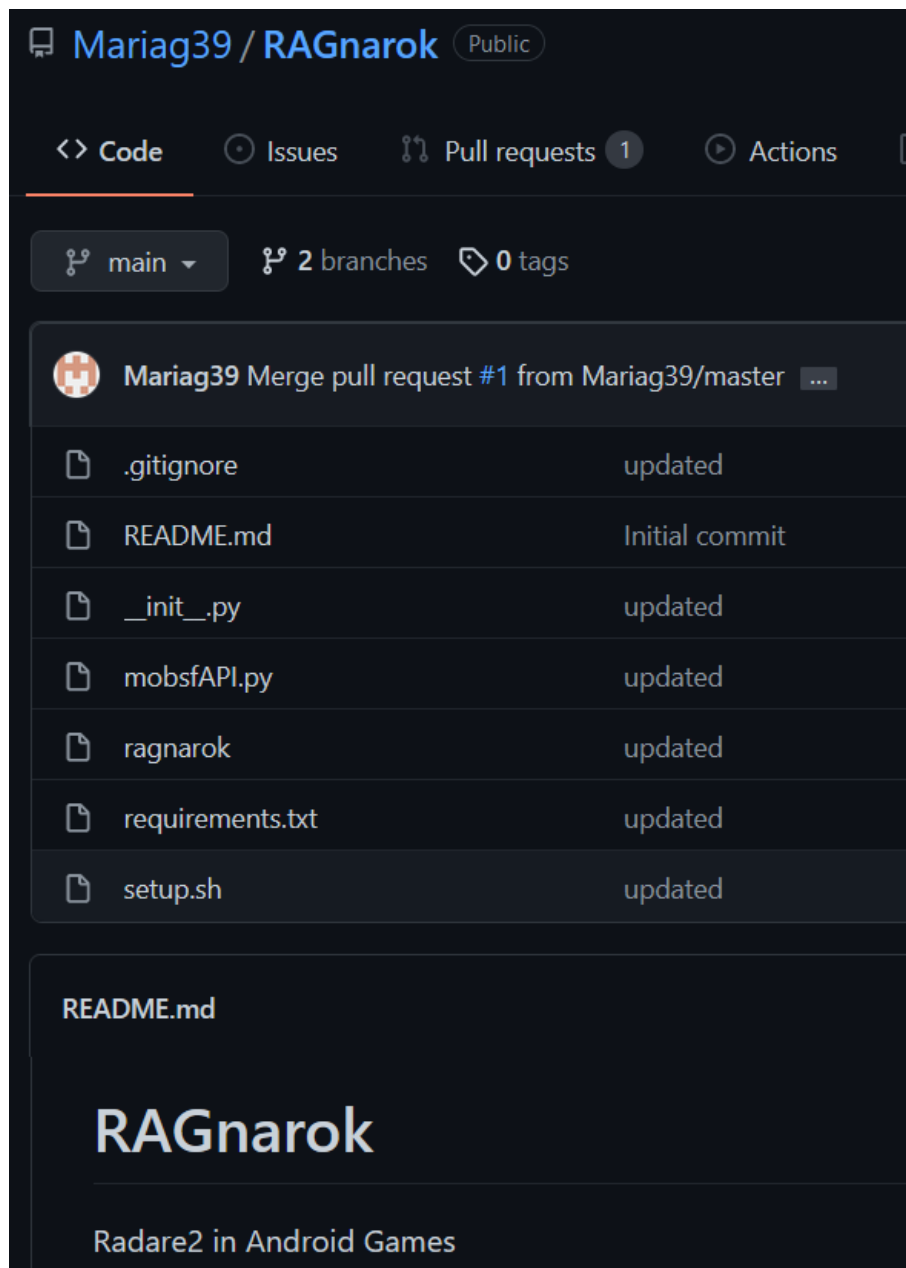 Mariag39 / RAGnarok Public
Code Issues Pull requests 1 Actions
main 2 branches 0 tags
Mariag39 Merge pull request #1 from Mariag39/master ...
.gitignore updated
README.md Initial commit
__init__.py updated
mobsfAPI.py updated
ragnarok updated
requirements.txt updated
setup.sh updated
README.md
RAGnarok
Radare2 in Android Games